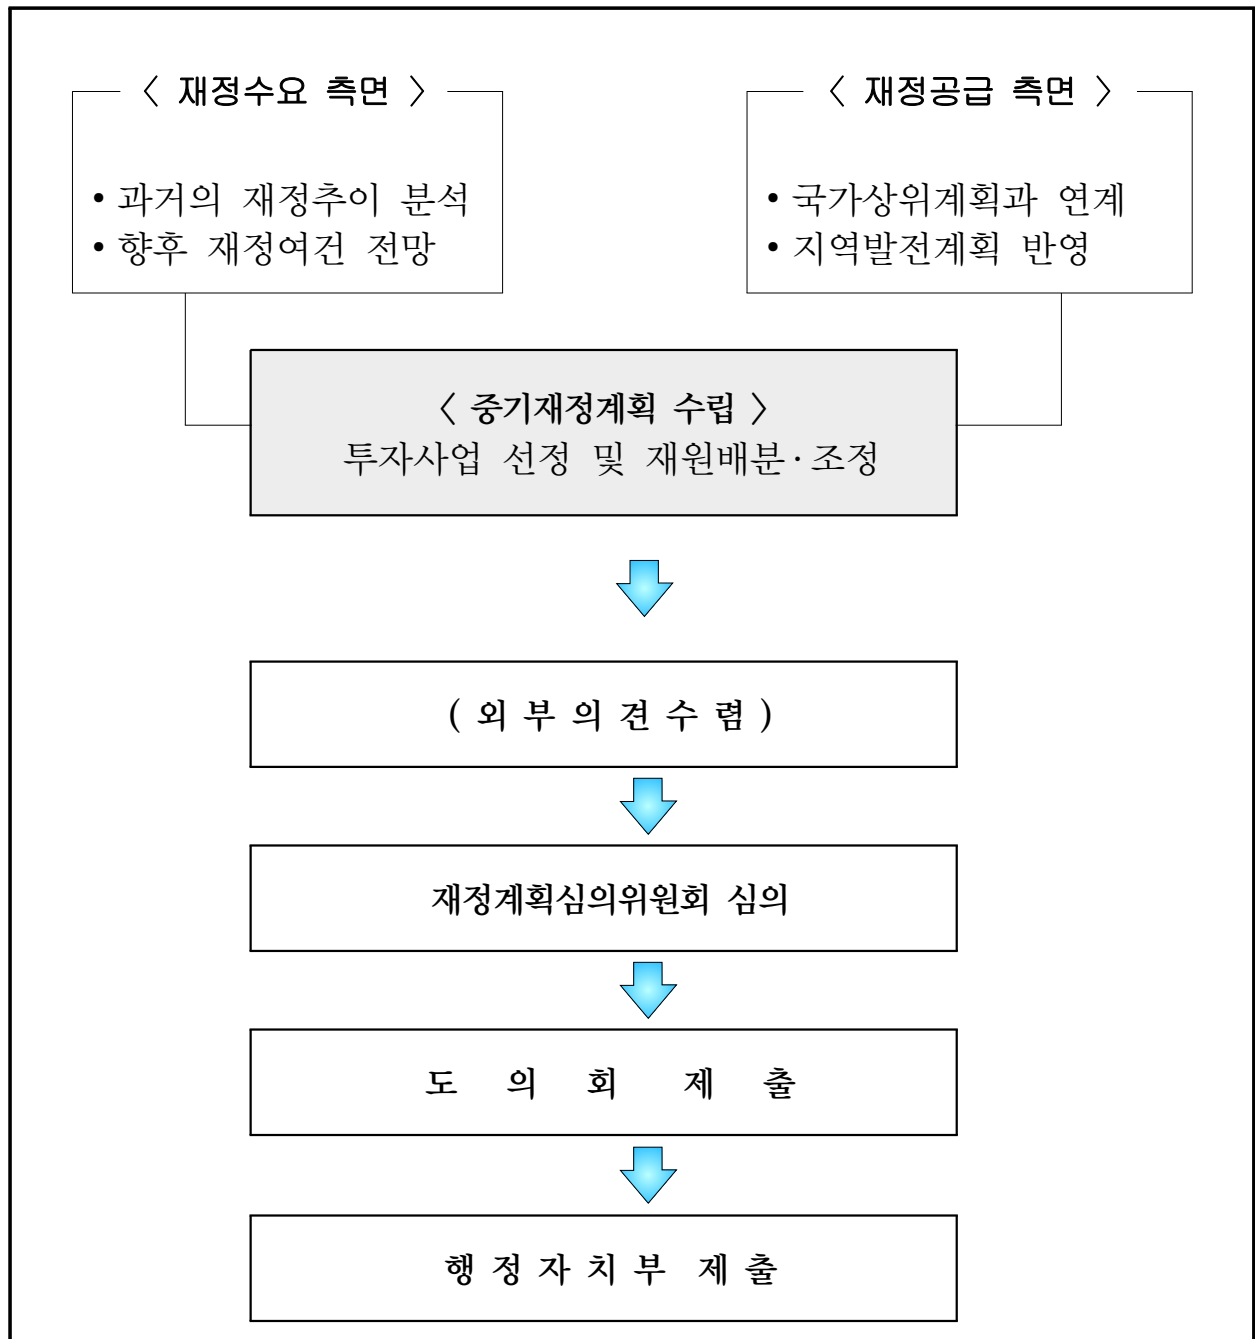 〈 재정수요 측면 〉
• 과거의 재정추이 분석
• 향후 재정여건 전망
〈 재정공급 측면 〉
• 국가상위계획과 연계
• 지역발전계획 반영
〈 중기재정계획 수립 〉
투자사업 선정 및 재원배분·조정
( 외 부 의 견 수 렴 )
재정계획심의위원회 심의
도 의 회 제 출
행 정 자 치 부 제 출